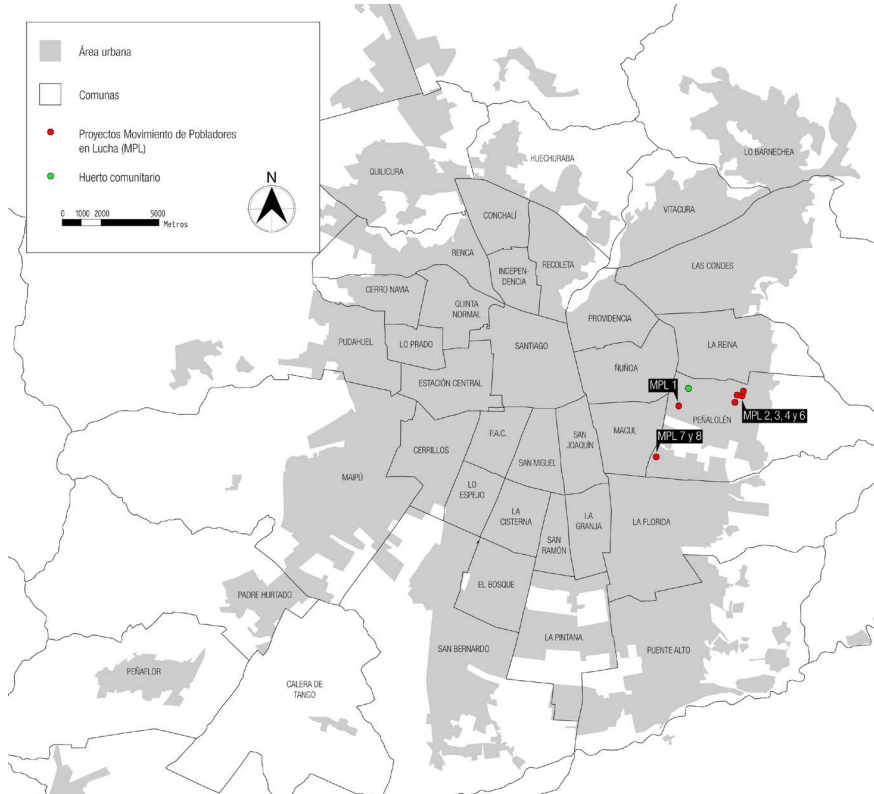 Área urbana
Comunas
Proyectos Movimiento de Pobladores
en Lucha (MPL)
Huerto comunitario
N
0 1000 2000 5000
Metros
LO BARNECHEA
HUECHURABA
QUILICURA
VITACURA
CONCHALÍ
RENCA
RECOLETA
LAS CONDES
INDEPEN-
DENCIA
CERRO NAVIA
QUINTA
NORMAL
PROVIDENCIA
PUDAHUEL
LO PRADO
SANTIAGO
LA REINA
ÑUÑOA
ESTACIÓN CENTRAL
MPL 1
MPL 2, 3, 4 y 6
PEÑALOLÉN
MACUL
P.A.C.
SAN
JOAQUÍN
MPL 7 y 8
CERRILLOS
SAN MIGUEL
MAIPÚ
LO
ESPEJO
LA
CISTERNA
LA
GRANJA
LA FLORIDA
SAN
RAMÓN
EL BOSQUE
PADRE HURTADO
LA PINTANA
SAN BERNARDO
PUENTE ALTO
PEÑAFLOR
CALERA DE
TANGO